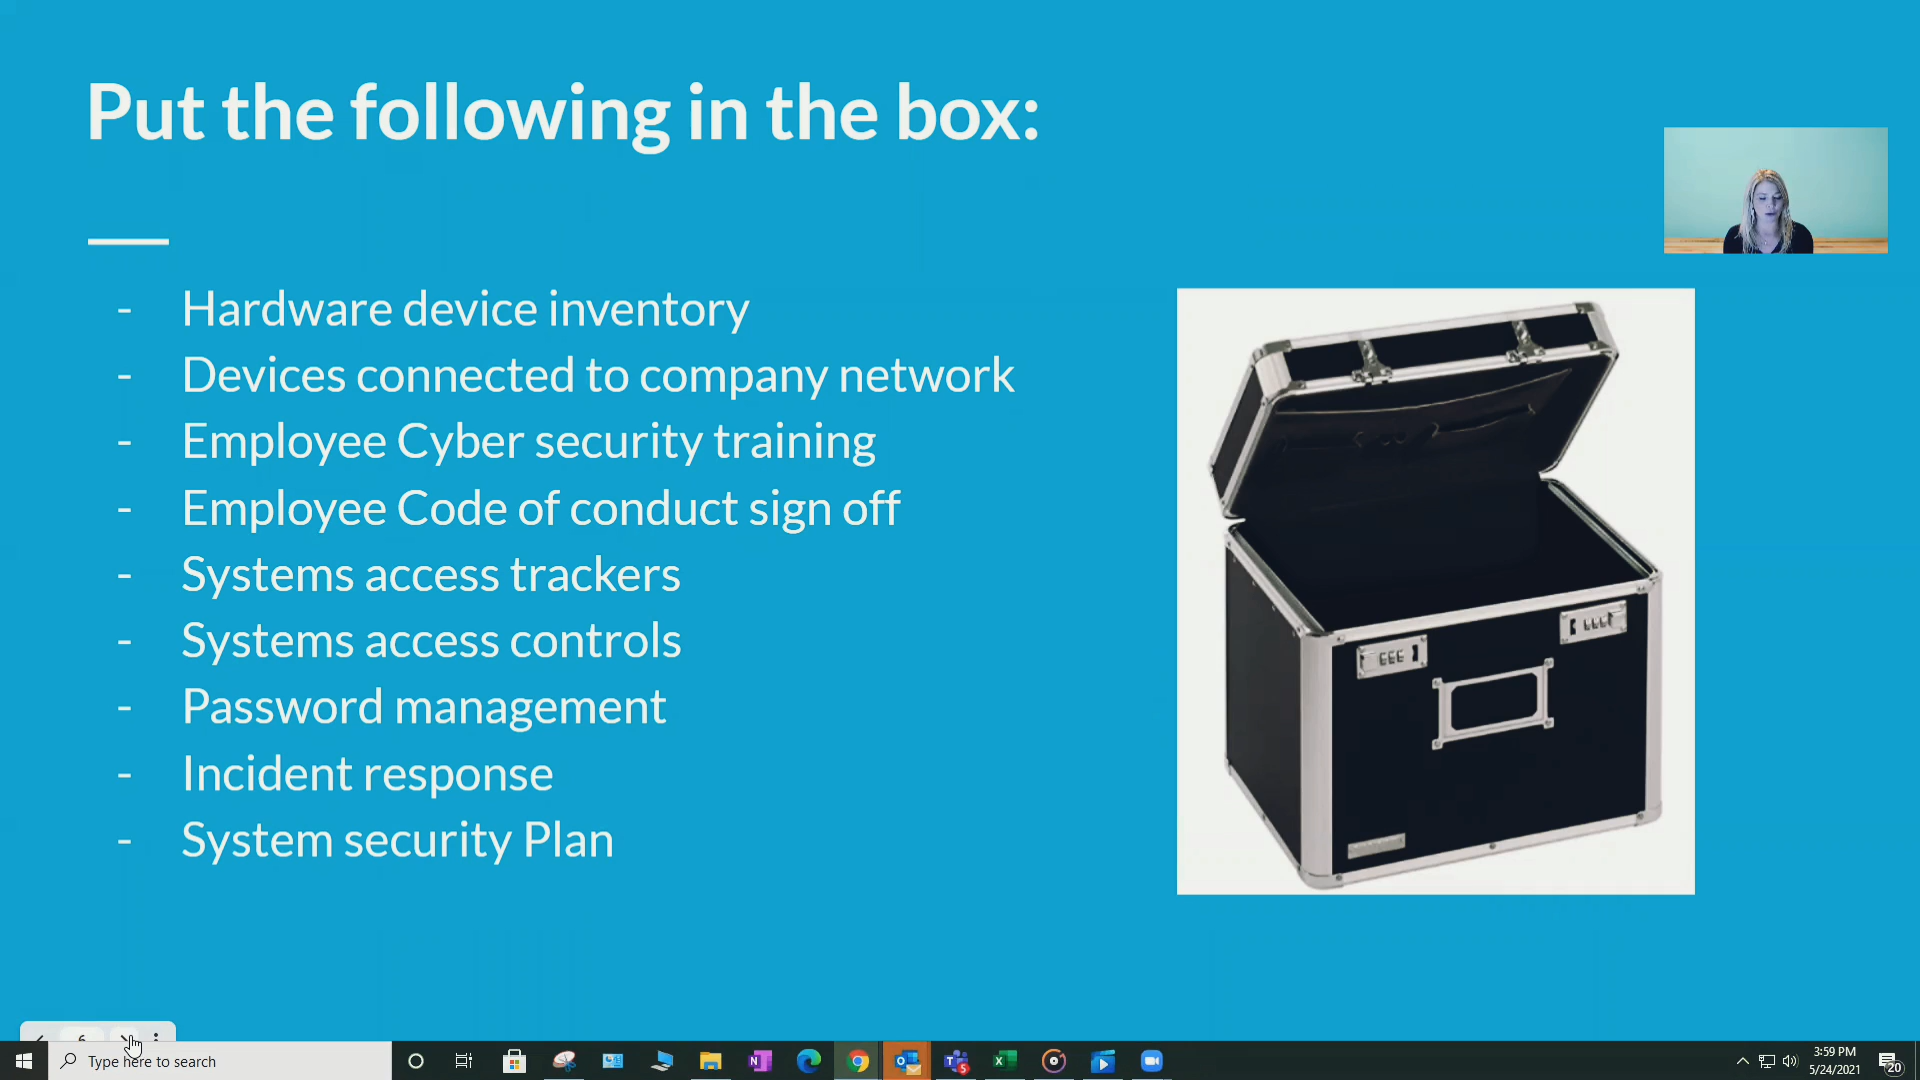 Put the following in the box:
- Hardware device inventory
- Devices connected to company network
- Employee Cyber security training
- Employee Code of conduct sign off
- Systems access trackers
- Systems access controls
- Password management
- Incident response
- System security Plan
6
Type here to search
3:59 PM
5/24/2021
20